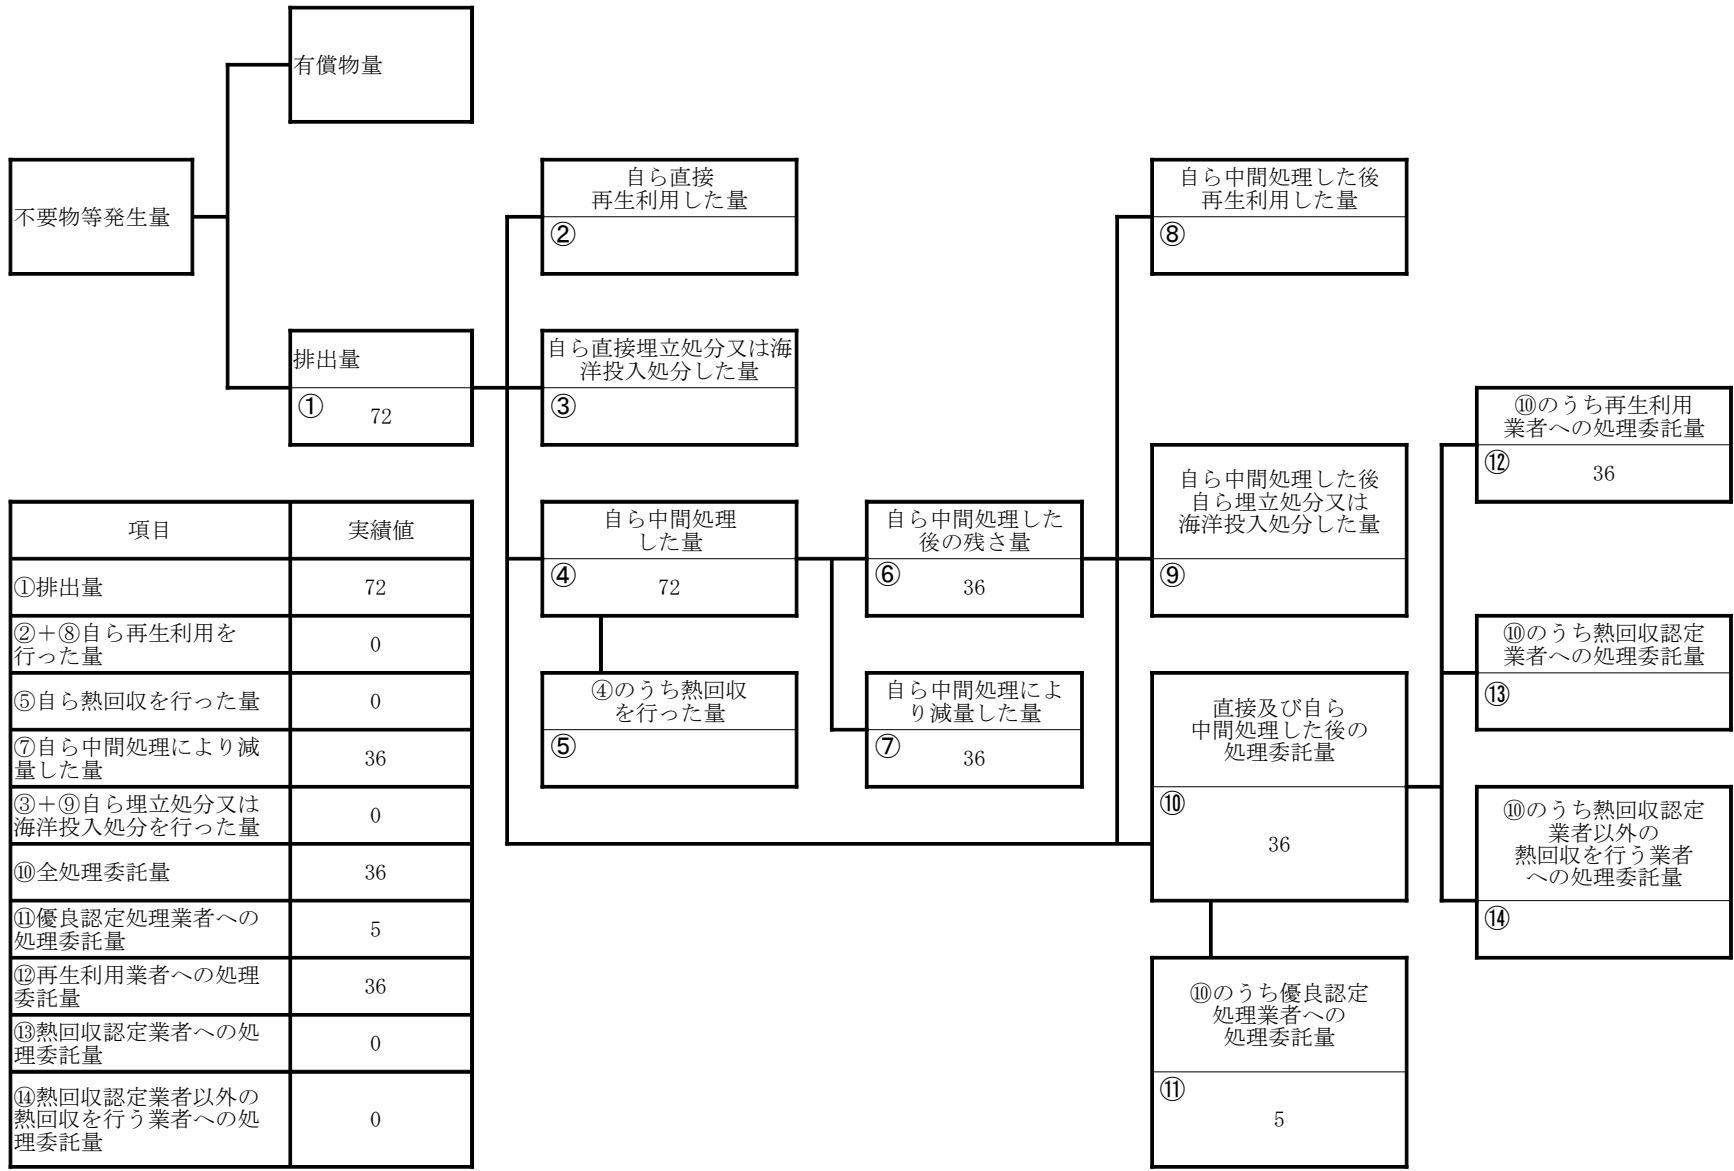 有償物量
不要物等発生量
自ら直接
再生利用した量
②
自ら中間処理した後
再生利用した量
⑧
排出量
①
72
自ら直接埋立処分又は海
洋投入処分した量
③
⑩のうち再生利用
業者への処理委託量
⑫
36
自ら中間処理
した量
④
72
自ら中間処理した
後の残さ量
⑥
36
自ら中間処理した後
自ら埋立処分又は
海洋投入処分した量
⑨
⑩のうち熱回収認定
業者への処理委託量
⑬
④のうち熱回収
を行った量
⑤
自ら中間処理によ
り減量した量
⑦
36
直接及び自ら
中間処理した後の
処理委託量
⑩
36
⑩のうち熱回収認定
業者以外の
熱回収を行う業者
への処理委託量
⑭
⑩のうち優良認定
処理業者への
処理委託量
⑪
5
項目 実績値
①排出量 72
②+⑧自ら再生利用を
行った量 0
⑤自ら熱回収を行った量 0
⑦自ら中間処理により減
量した量 36
③+⑨自ら埋立処分又は
海洋投入処分を行った量 0
⑩全処理委託量 36
⑪優良認定処理業者への
処理委託量 5
⑫再生利用業者への処理
委託量 36
⑬熱回収認定業者への処
理委託量 0
⑭熱回収認定業者以外の
熱回収を行う業者への処
理委託量 0